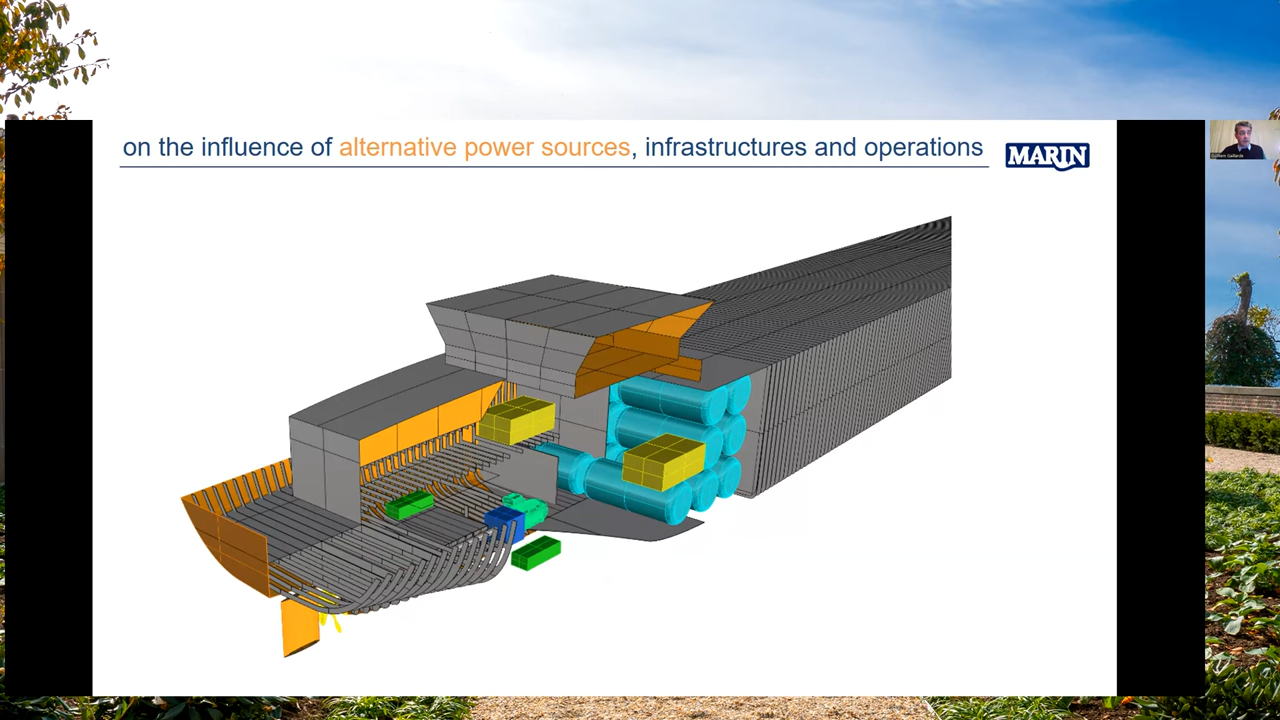 on the influence of alternative power sources, infrastructures and operations
MARIN